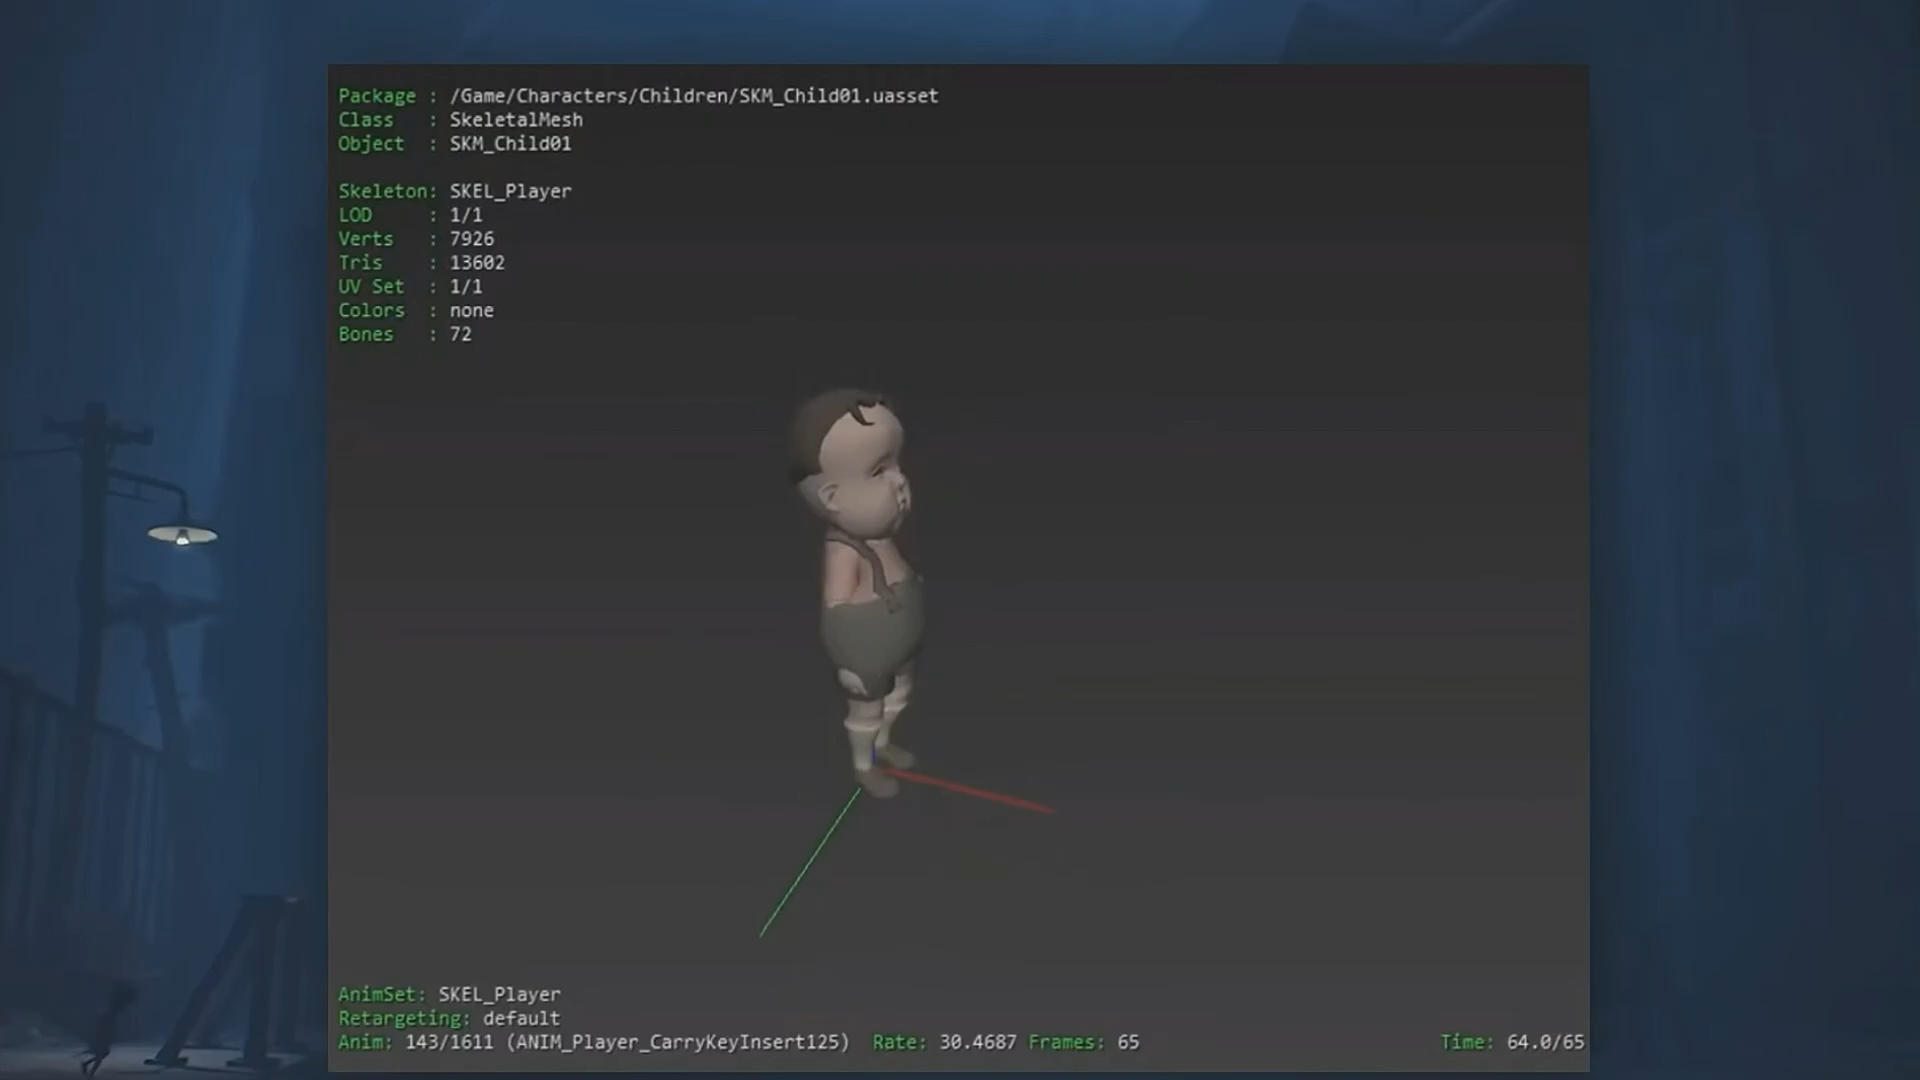 Package : /Game/Characters/Children/SKM_Child01.uasset
Class : SkeletalMesh
Object : SKM_Child01
Skeleton: SKEL_Player
LOD : 1/1
Verts : 7926
Tris : 13602
UV Set : 1/1
Colors : none
Bones : 72
AnimSet: SKEL_Player
Retargeting: default
Anim: 143/1611 (ANIM_Player_CarryKeyInsert125) Rate: 30.4687 Frames: 65 Time: 64.0/65